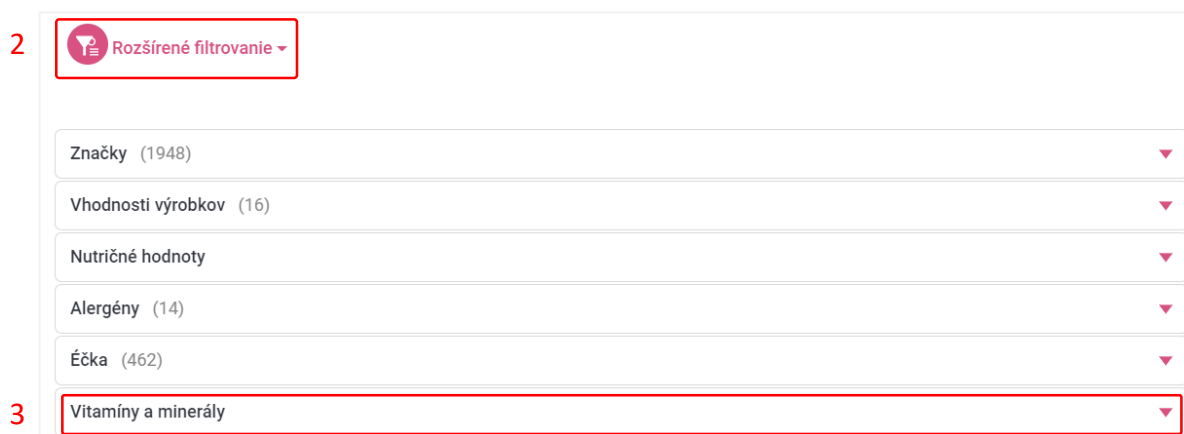 2
Rozšírené filtrovanie
Značky (1948)
Vhodnosti výrobkov (16)
Nutričné hodnoty
Alergény (14)
Éčka (462)
3
Vitamíny a minerály